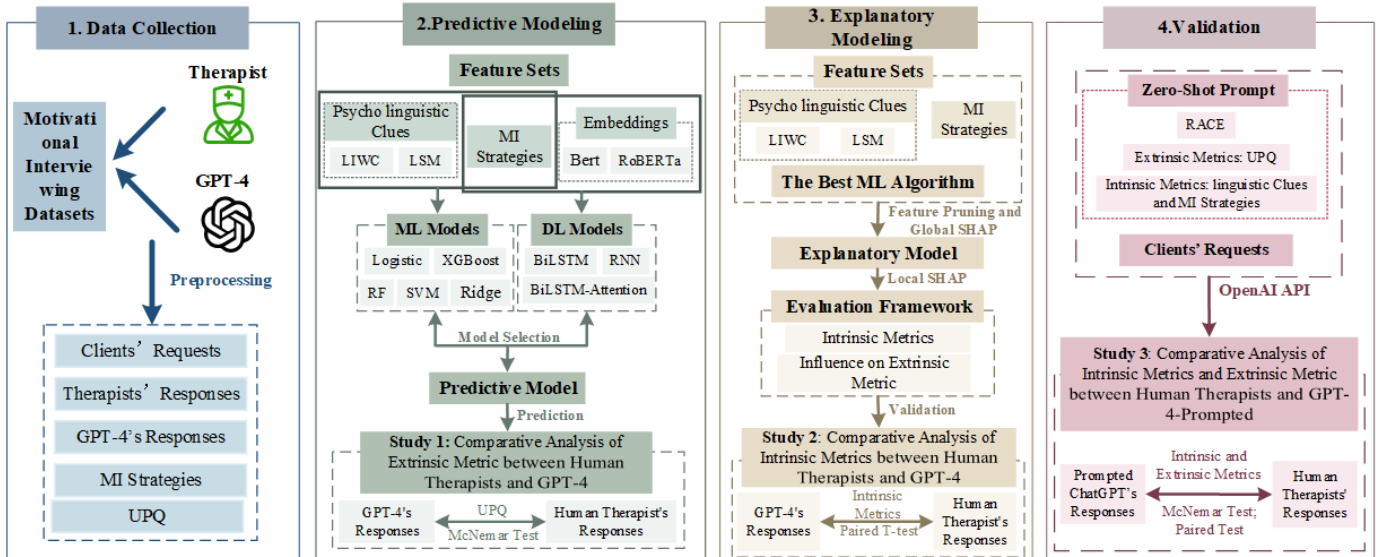 1. Data Collection
Therapist
Motivati
onal
Intervie
wing
Datasets
GPT-4
Preprocessing
Clients' Requests
Therapists' Responses
GPT-4's Responses
MI Strategies
UPQ
2.Predictive Modeling
Feature Sets
Psycho linguistic
Clues
LIWC
LSM
MI
Strategies
Embeddings
Bert
RoBERTa
ML Models
Logistic
XGBoost
RF
SVM
Ridge
DL Models
BiLSTM
RNN
BiLSTM-Attention
Model Selection
Predictive Model
Prediction
Study 1: Comparative Analysis of
Extrinsic Metric between Human
Therapists and GPT-4
GPT-4's
Responses
UPQ
McNemar Test
Human Therapist's
Responses
3. Explanatory
Modeling
Feature Sets
Psycho linguistic Clues
LIWC
LSM
MI
Strategies
The Best ML Algorithm
Feature Pruning and
Global SHAP
Explanatory Model
Local SHAP
Evaluation Framework
Intrinsic Metrics
Influence on Extrinsic
Metric
Validation
Study 2: Comparative Analysis of
Intrinsic Metrics between Human
Therapists and GPT-4
GPT-4's
Responses
Intrinsic
Metrics
Paired T-test
Human
Therapist's
Responses
4.Validation
Zero-Shot Prompt
RACE
Extrinsic Metrics: UPQ
Intrinsic Metrics: linguistic Clues
and MI Strategies
Clients' Requests
OpenAI API
Study 3: Comparative Analysis of
Intrinsic Metrics and Extrinsic Metric
between Human Therapists and GPT-
4-Prompted
Prompted
ChatGPT's
Responses
Intrinsic and
Extrinsic Metrics
McNemar Test;
Paired Test
Human
Therapists'
Responses